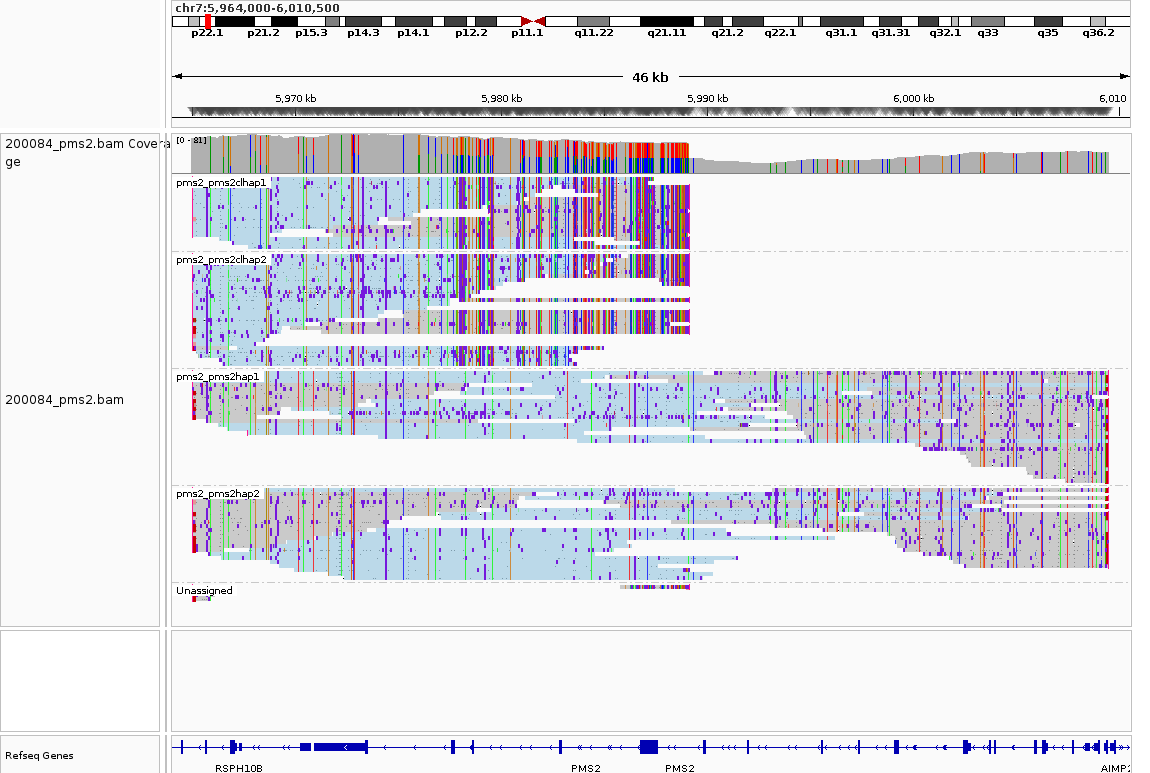 chr7:5,964,000-6,010,500
p22.1 p21.2 p15.3 p14.3 p14.1 p12.2 p11.1 q11.22 q21.11 q21.2 q22.1 q31.1 q31.31 q32.1 q33 q35 q36.2
46 kb
5,970 kb 5,980 kb 5,990 kb 6,000 kb 6,010
200084_pms2.bam Covera
ge
[0 - 81]
pms2_pms2clhap1
pms2_pms2clhap2
pms2_pms2hap1
200084_pms2.bam
pms2_pms2hap2
Unassigned
Refseq Genes
RSPH10B PMS2 PMS2 AIMP2